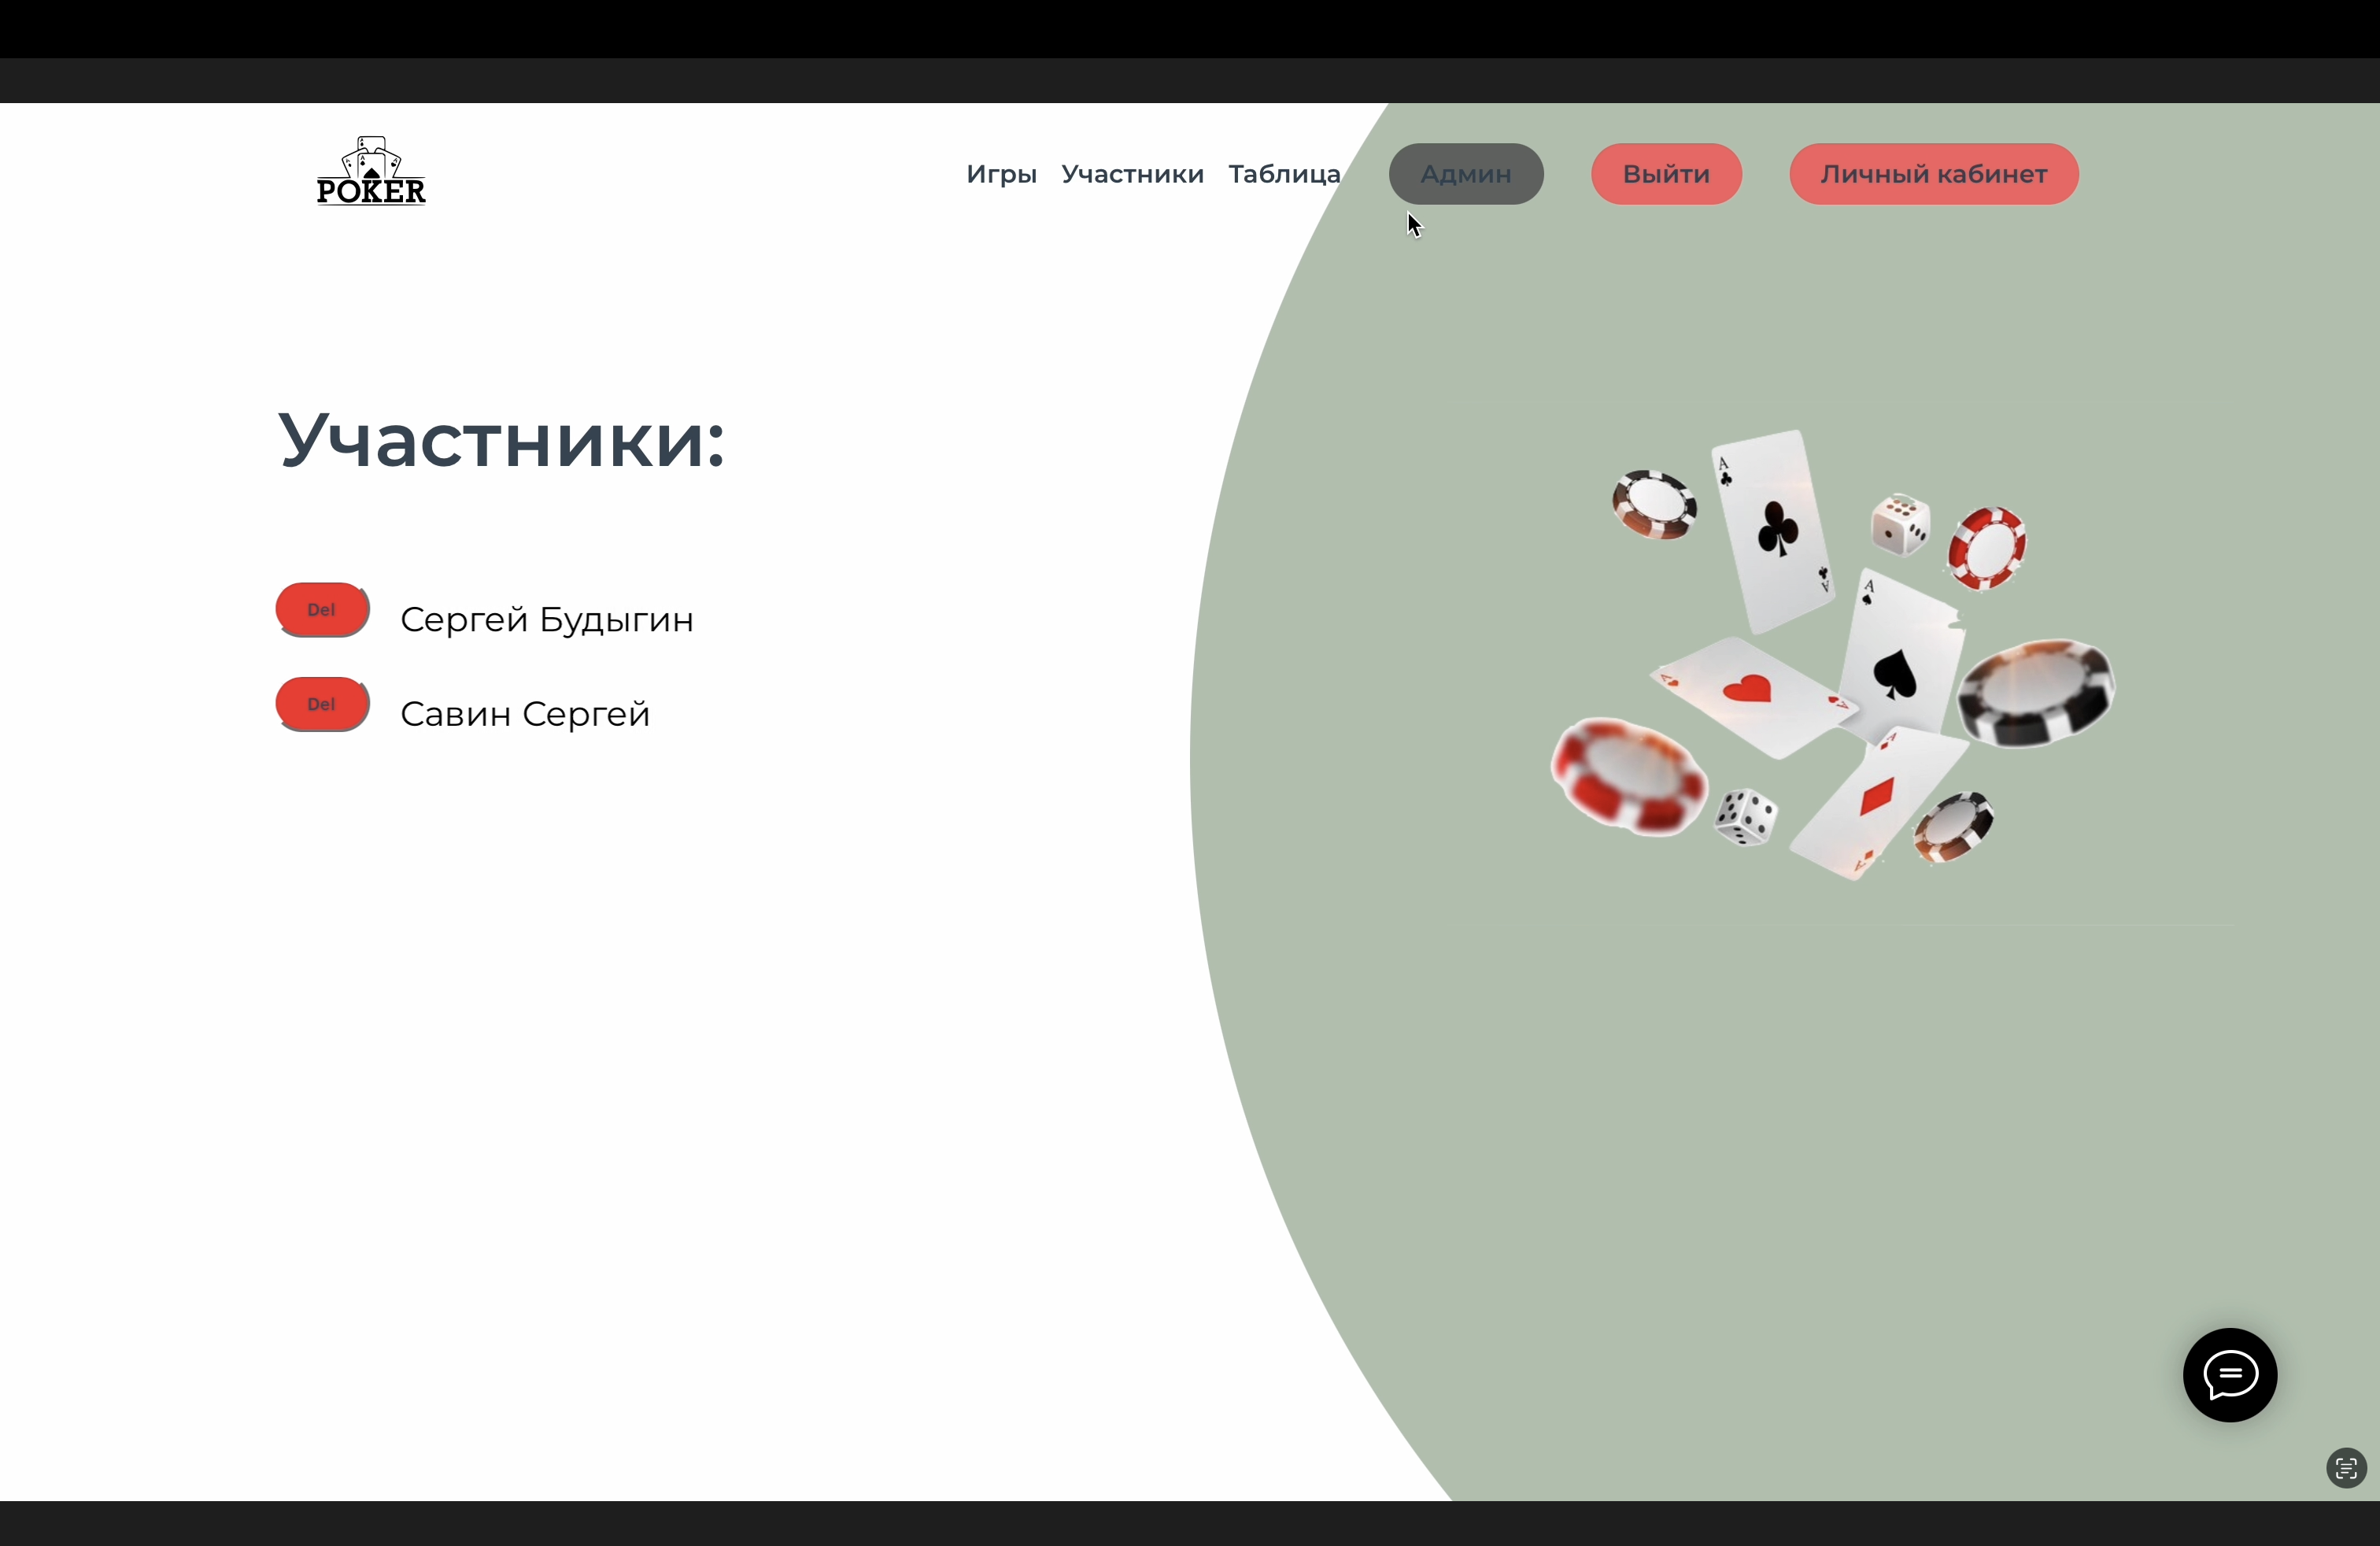 POKER
Игры Участники Таблица Админ Выйти Личный кабинет
Участники:
Del Сергей Будыгин
Del Савин Сергей